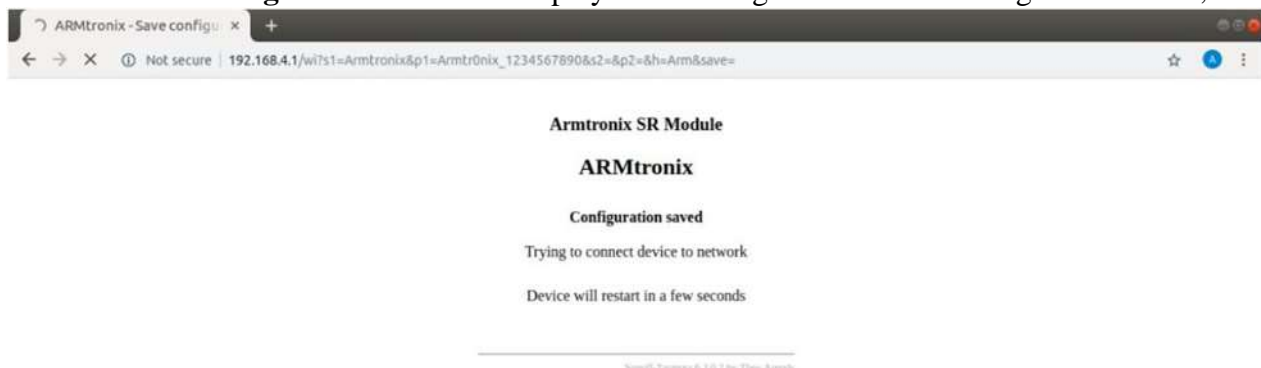 ARMtronix - Save configu
Not secure 192.168.4.1/wi?s1=Armtronix&p1=Armtr0nix_1234567890&s2=&p2=&h=Arm&save=
A
Armtronix SR Module
ARMtronix
Configuration saved
Trying to connect device to network
Device will restart in a few seconds